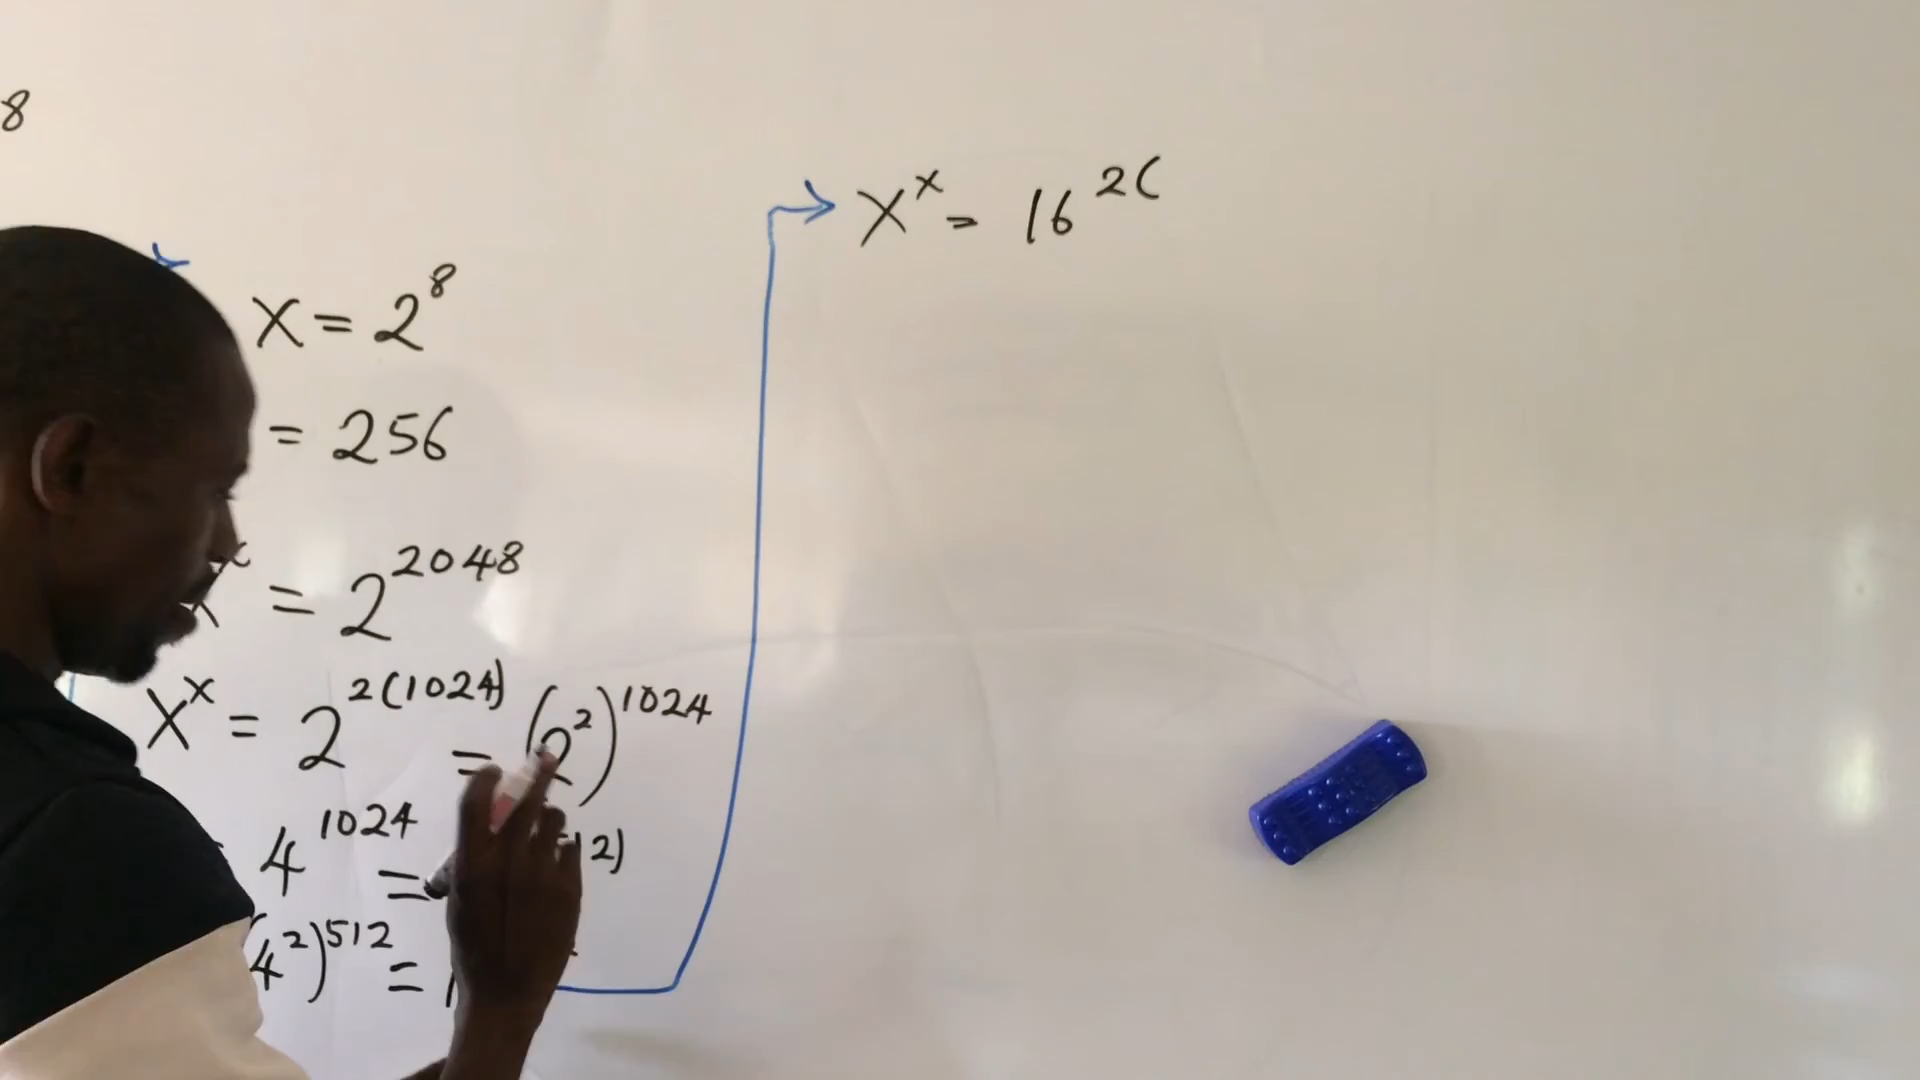 8
x = 2^8
= 256
x^x = 2^2048
x^x = 2^2(1024) = (2^2)^1024
4^1024 =
(4^2)^512 =
x^x = 16^2(